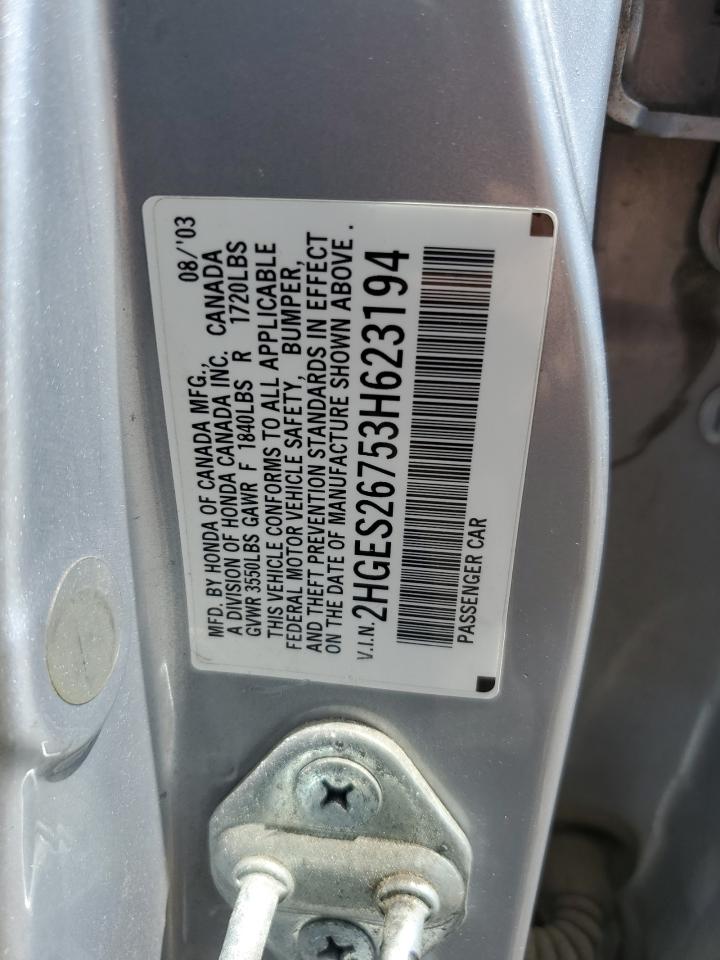 MFD. BY HONDA OF CANADA MFG., 08/'03
A DIVISION OF HONDA CANADA INC. CANADA
GVWR 3550LBS GAWR F 1840LBS R 1720LBS
THIS VEHICLE CONFORMS TO ALL APPLICABLE
FEDERAL MOTOR VEHICLE SAFETY, BUMPER,
AND THEFT PREVENTION STANDARDS IN EFFECT
ON THE DATE OF MANUFACTURE SHOWN ABOVE.
V.I.N. 2HGES26753H623194
PASSENGER CAR